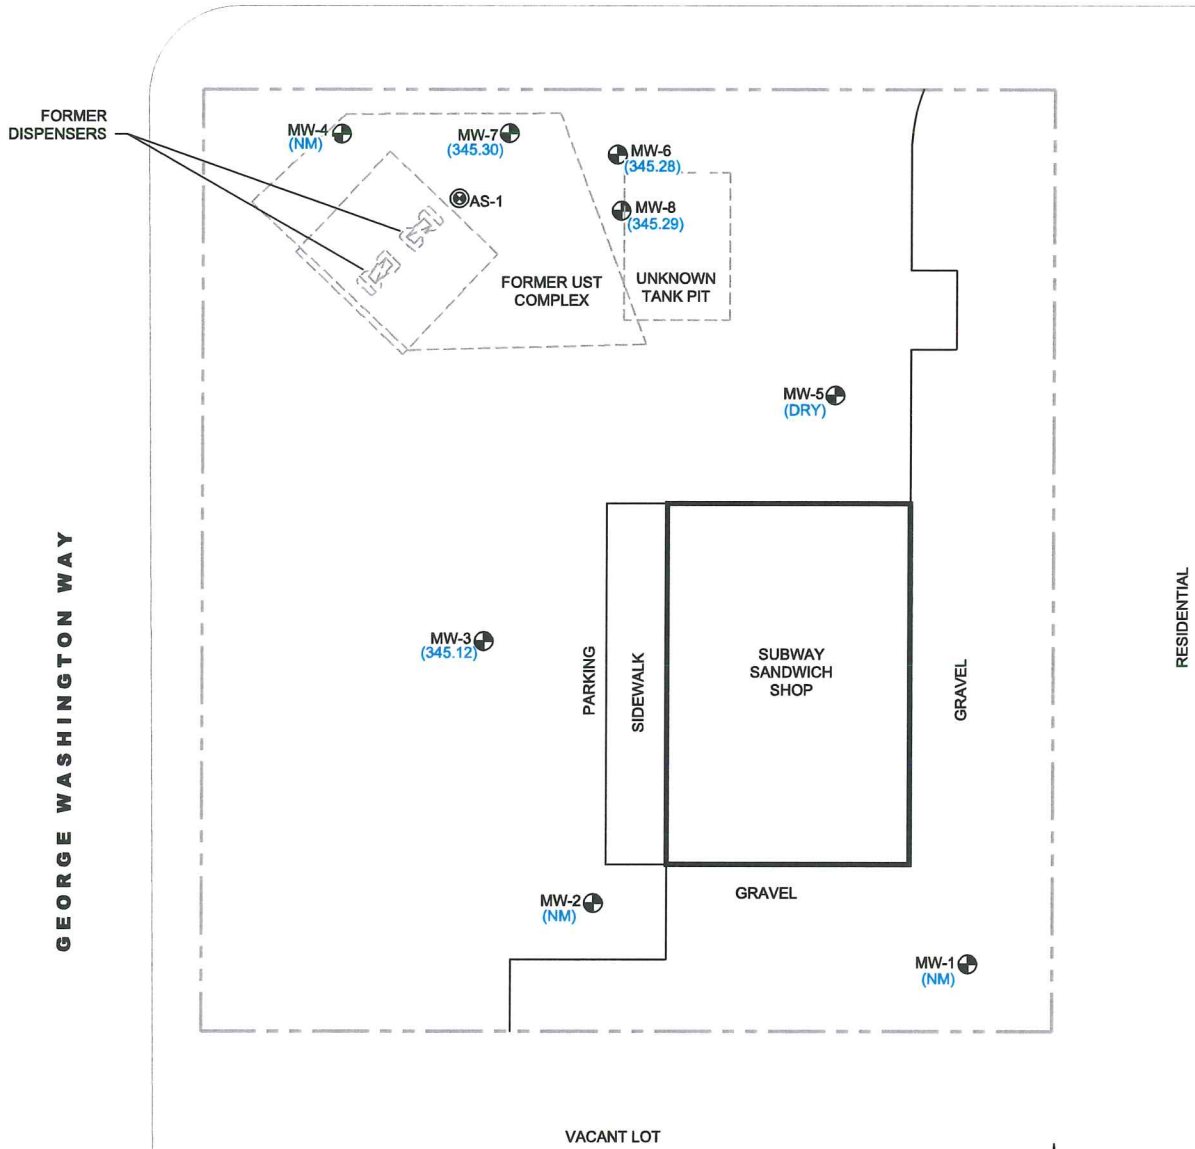 FORMER
DISPENSERS
MW-4
(NM)
MW-7
(345.30)
MW-6
(345.28)
AS-1
MW-8
(345.29)
FORMER UST
COMPLEX
UNKNOWN
TANK PIT
MW-5
(DRY)
GEORGE WASHINGTON WAY
MW-3
(345.12)
PARKING
SIDEWALK
SUBWAY
SANDWICH
SHOP
GRAVEL
RESIDENTIAL
MW-2
(NM)
GRAVEL
MW-1
(NM)
VACANT LOT